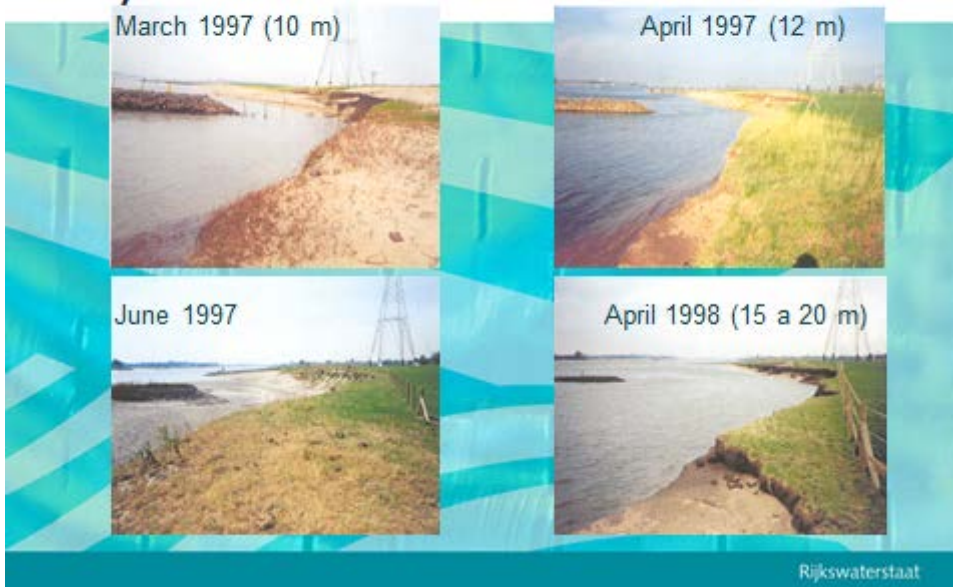 March 1997 (10 m)
April 1997 (12 m)
June 1997
April 1998 (15 a 20 m)
Rijkswaterstaat